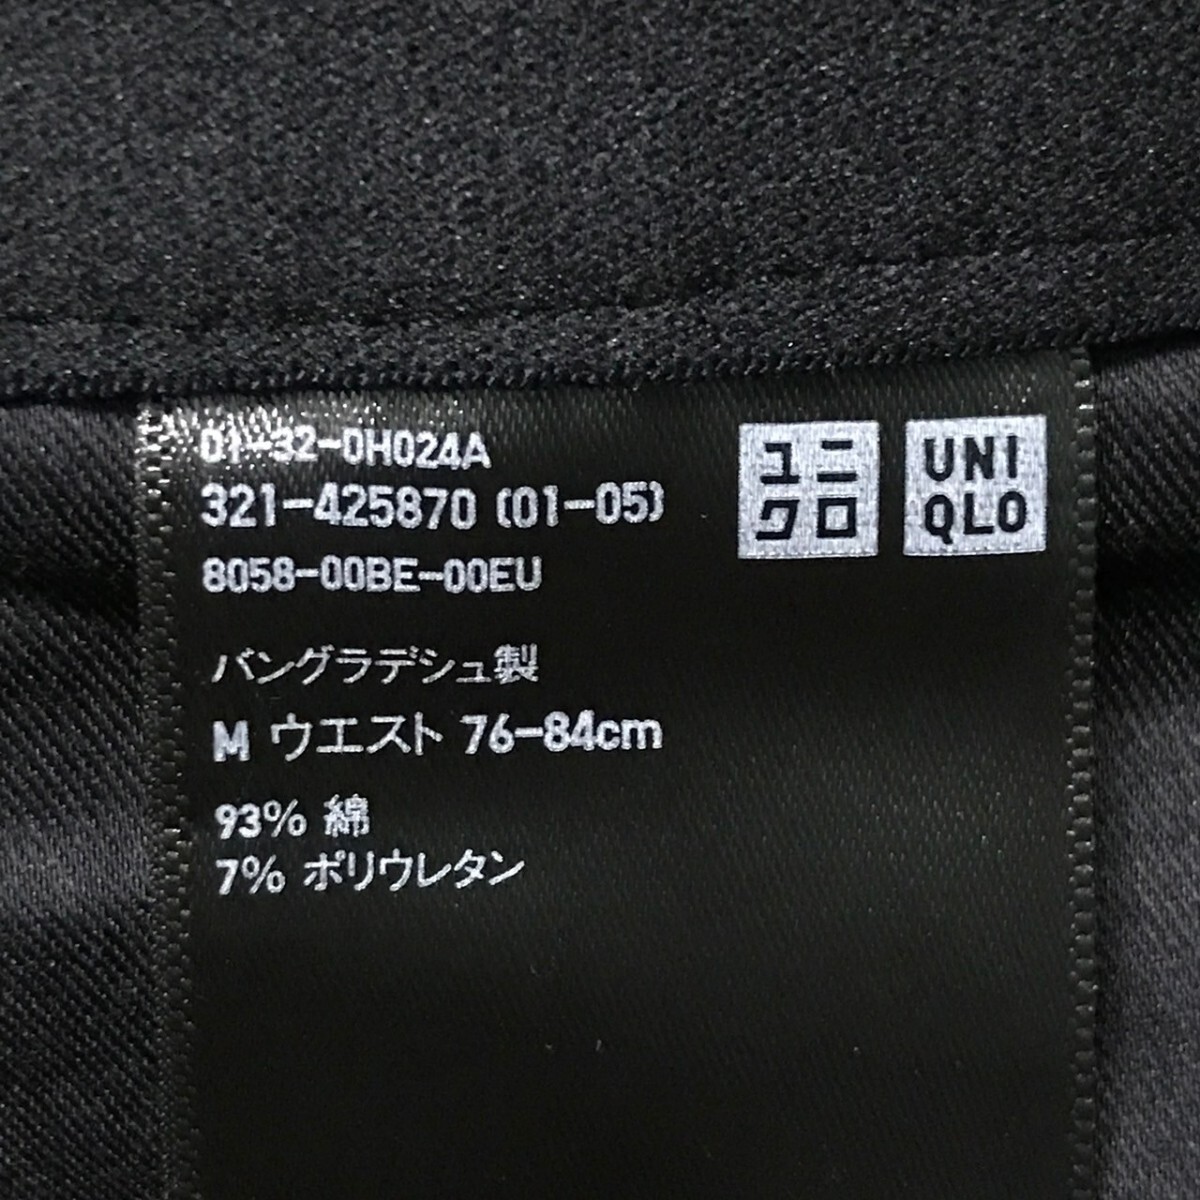 01-32-0H024A
321-425870 (01-05)
8058-00BE-00EU
ユニ
クロ
UNI
QLO
バングラデシュ製
M ウエスト 76-84cm
93% 綿
7% ポリウレタン